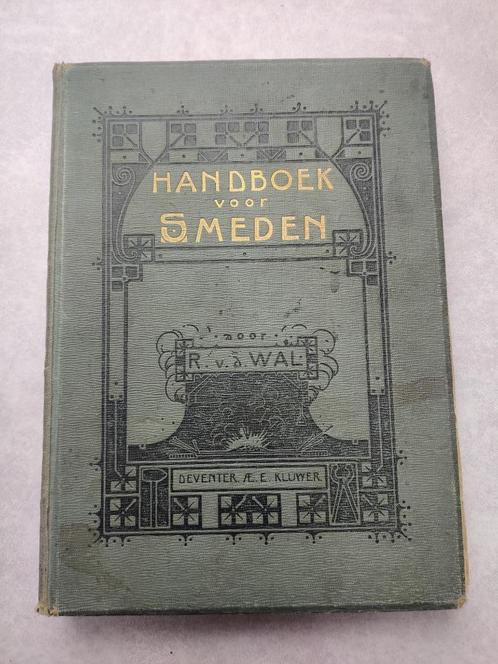 HANDBOEK
voor
SMEDEN
door
R. v. d. WAL
DEVENTER. Æ. E. KLUWER.